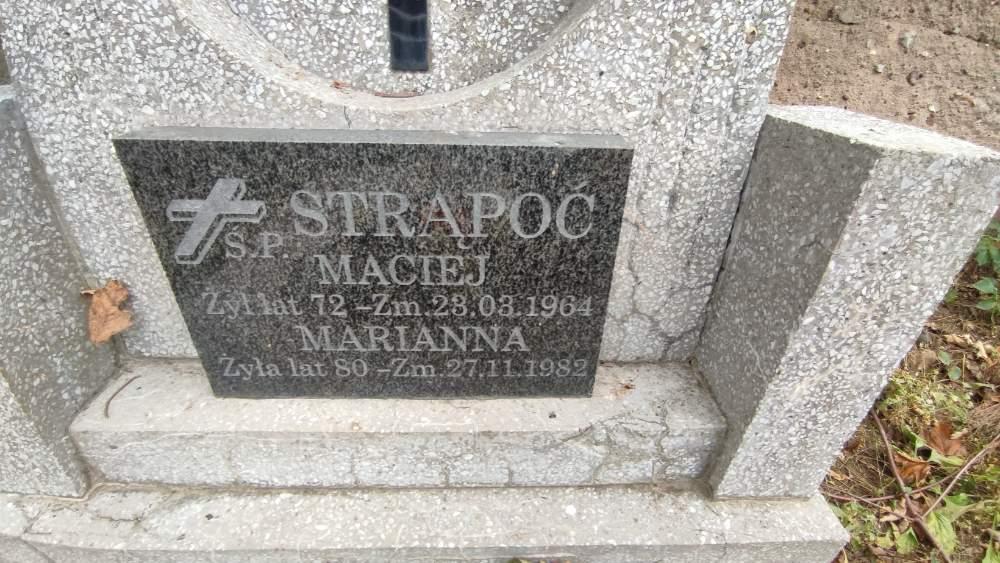 Ś.P STRĄPOĆ
MACIEJ
Żył lat 72 - Zm. 23.03.1964
MARIANNA
Żyła lat 80 - Zm. 27.11.1982